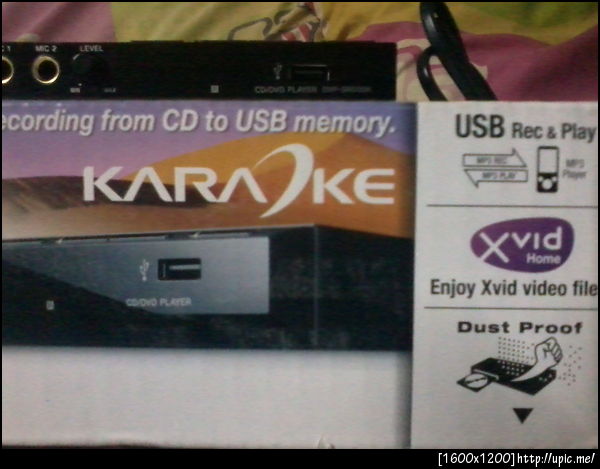 C 1 MIC 2 LEVEL
MIN MAX
CD/DVD PLAYER
ecording from CD to USB memory.
KARAOKE
CD/DVD PLAYER
USB Rec & Play
MP3 REC
MP3 PLAY
MP3
Player
Xvid
Home
Enjoy Xvid video file
Dust Proof
[1600x1200]http://upic.me/